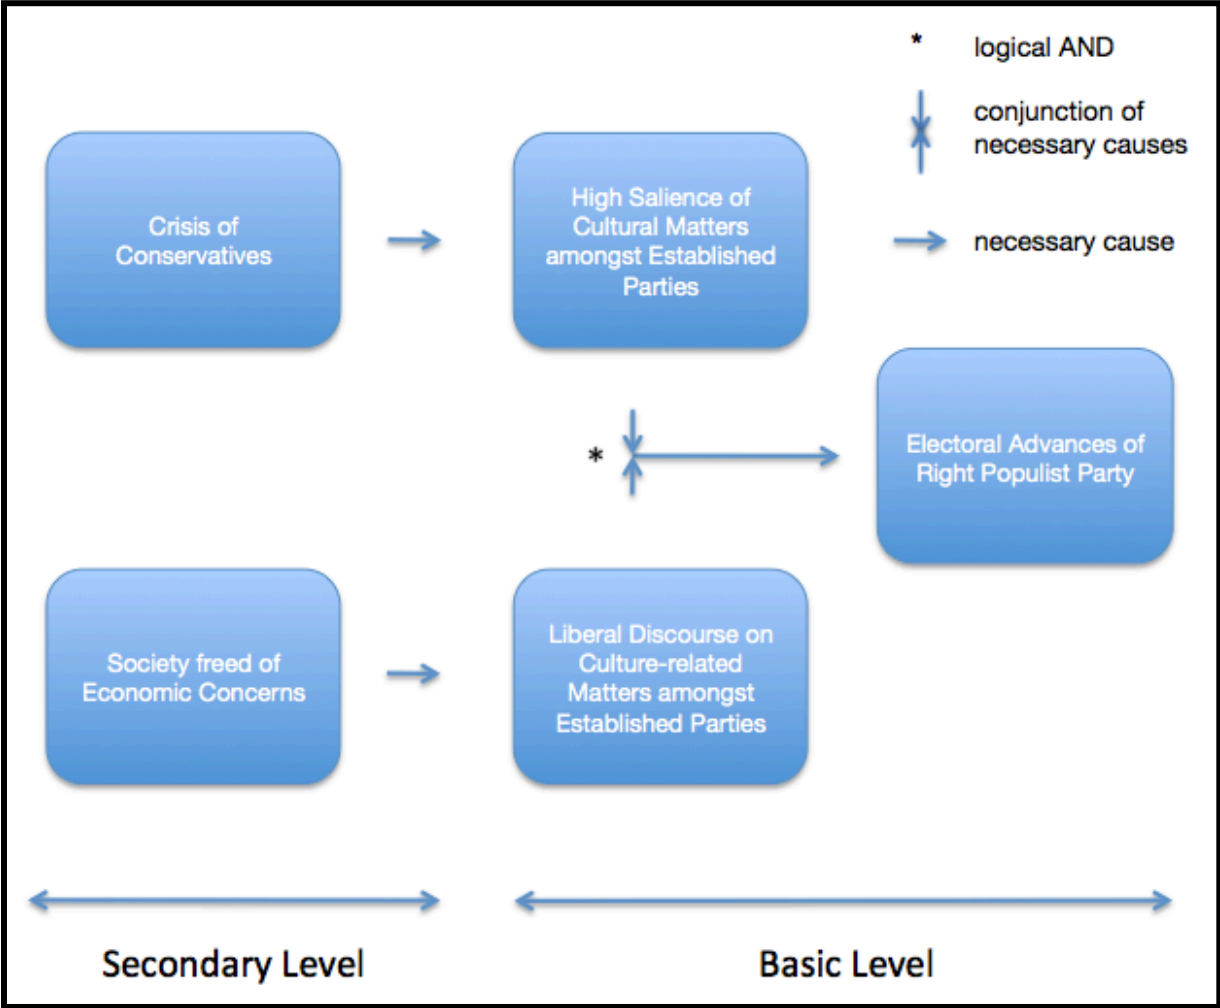 *
logical AND
conjunction of
necessary causes
necessary cause
Crisis of
Conservatives
High Salience of
Cultural Matters
amongst Established
Parties
*
Electoral Advances of
Right Populist Party
Society freed of
Economic Concerns
Liberal Discourse on
Culture-related
Matters amongst
Established Parties
Secondary Level
Basic Level